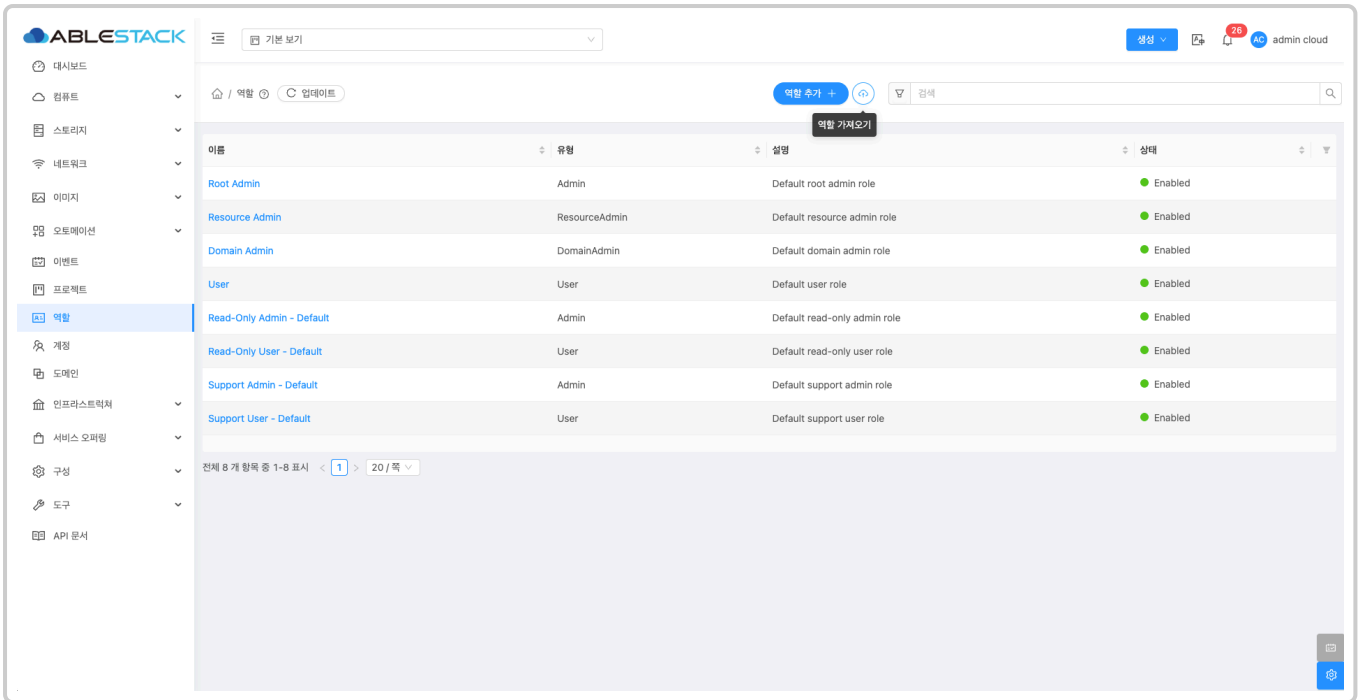 ABLESTACK
기본 보기
생성
26
AC
admin cloud
대시보드
컴퓨트
스토리지
네트워크
이미지
오토메이션
이벤트
프로젝트
역할
계정
도메인
인프라스트럭쳐
서비스 오퍼링
구성
도구
API 문서
/ 역할 업데이트
역할 추가 +
검색
역할 가져오기
이름 유형 설명 상태
Root Admin Admin Default root admin role Enabled
Resource Admin ResourceAdmin Default resource admin role Enabled
Domain Admin DomainAdmin Default domain admin role Enabled
User User Default user role Enabled
Read-Only Admin - Default Admin Default read-only admin role Enabled
Read-Only User - Default User Default read-only user role Enabled
Support Admin - Default Admin Default support admin role Enabled
Support User - Default User Default support user role Enabled
전체 8 개 항목 중 1-8 표시 < 1 > 20 / 쪽